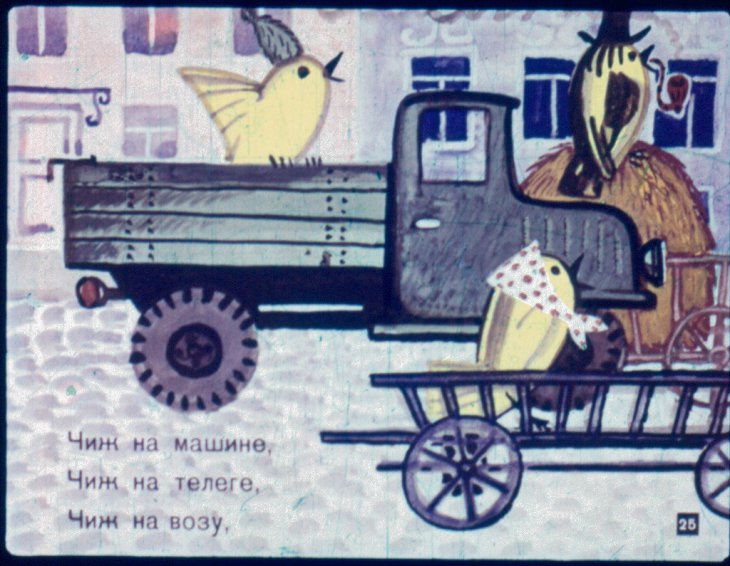 Чиж на машине,
Чиж на телеге,
Чиж на возу,
25